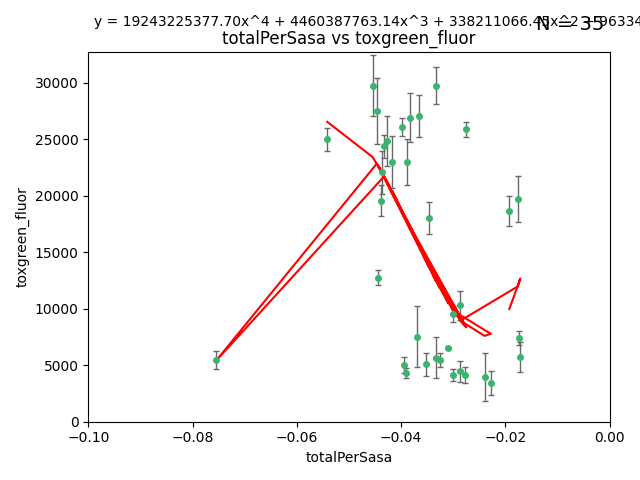 y = 19243225377.70x^4 + 4460387763.14x^3 + 338211066.45x^2 + 96334
N = 35
totalPerSasa vs toxgreen_fluor
30000
25000
20000
15000
10000
5000
0
toxgreen_fluor
−0.10
−0.08
−0.06
−0.04
−0.02
0.00
totalPerSasa